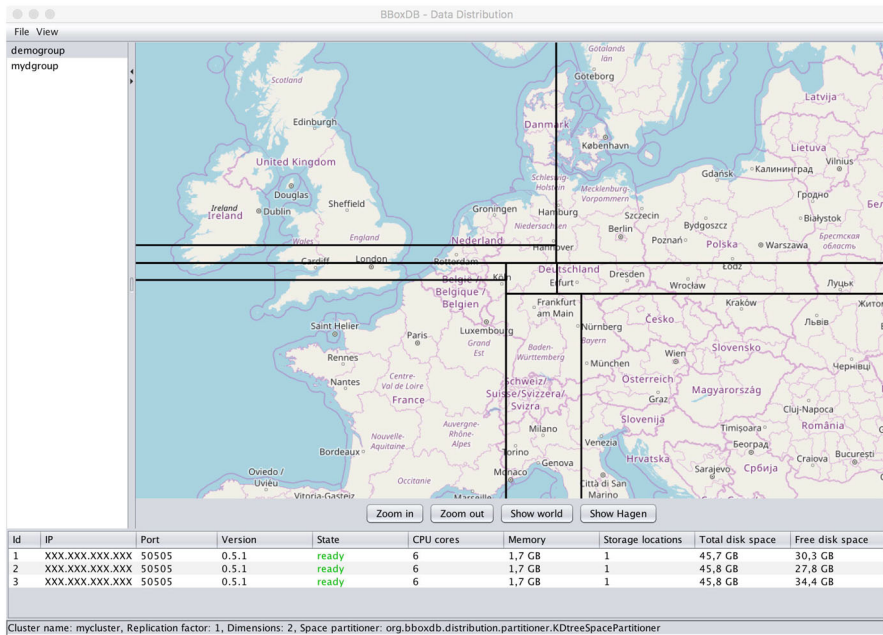 BBoxDB - Data Distribution
File View
demogroup
mydgroup
Götalands
län
Göteborg
Scotland
Latvija
Edinburgh
Danmark
København
Lietuva
United Kingdom
Vilnius
Schleswig-
Holstein
Mecklenburg-
Vorpommern
Gdańsk
Калининград
Douglas
Sheffield
Гродно
Ireland
Ireland
Dublin
Groningen
Hamburg
Szczecin
Białystok
Niedersachsen
Berlin
Bydgoszcz
Брестская
область
Wales
England
Nederland
Hannover
Poznań
Polska
Warszawa
Cardiff
London
Rotterdam
Łódź
België /
Belgique /
Belgien
Köln
Deutschland
Erfurt
Dresden
Wrocław
Луцьк
Frankfurt
am Main
Kraków
Житом
Saint Helier
Paris
Luxembourg
Nürnberg
Česko
Львів
Grand
Est
Bayern
Rennes
Baden-
Württemberg
München
Wien
Slovensko
Чернівці
Nantes
Centre-
Val de Loire
France
Schweiz/
Suisse/Svizzera/
Svizra
Österreich
Graz
Magyarország
Cluj-Napoca
Auvergne-
Rhône-
Alpes
Milano
Slovenija
Timișoara
România
Nouvelle-
Aquitaine
Bordeaux
Torino
Genova
Venezia
Hrvatska
Београд
Craiova
București
Monaco
Sarajevo
Србија
Oviedo /
Uviéu
Occitanie
Città di San
Marino
Vitoria-Gasteiz
Marseille
Zoom in Zoom out Show world Show Hagen
Id IP Port Version State CPU cores Memory Storage locations Total disk space Free disk space
1 XXX.XXX.XXX.XXX 50505 0.5.1 ready 6 1,7 GB 1 45,7 GB 30,3 GB
2 XXX.XXX.XXX.XXX 50505 0.5.1 ready 6 1,7 GB 1 45,8 GB 27,8 GB
3 XXX.XXX.XXX.XXX 50505 0.5.1 ready 6 1,7 GB 1 45,8 GB 34,4 GB
Cluster name: mycluster, Replication factor: 1, Dimensions: 2, Space partitioner: org.bboxdb.distribution.partitioner.KDtreeSpacePartitioner